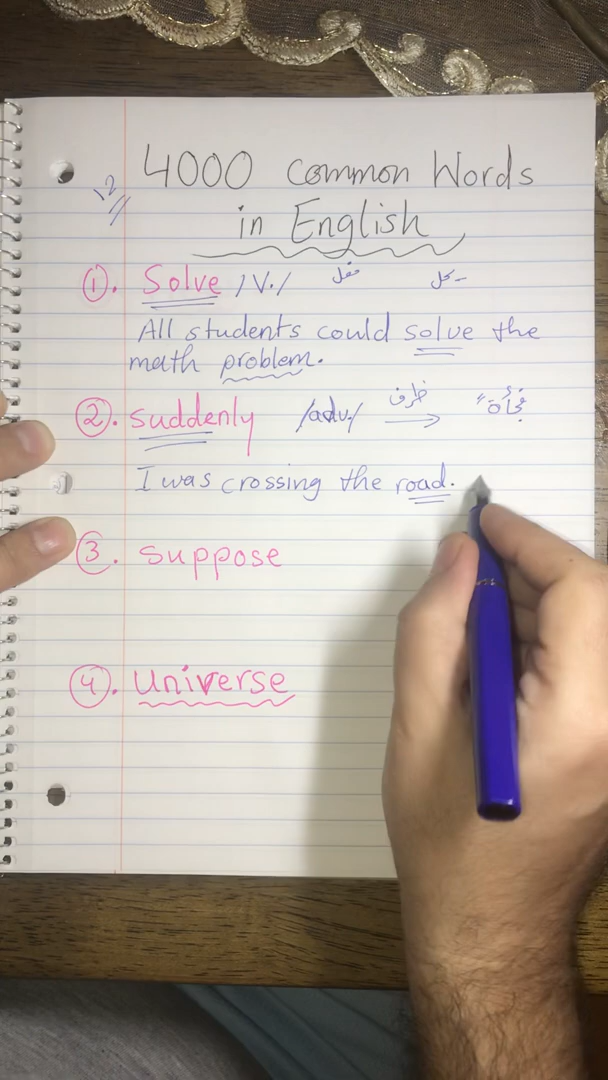 12
4000 Common Words
in English
1. Solve /V./ فعل حل
All students could solve the
math problem.
2. suddenly /adv./ ظرف → فجأة
I was crossing the road.
3. suppose
4. Universe